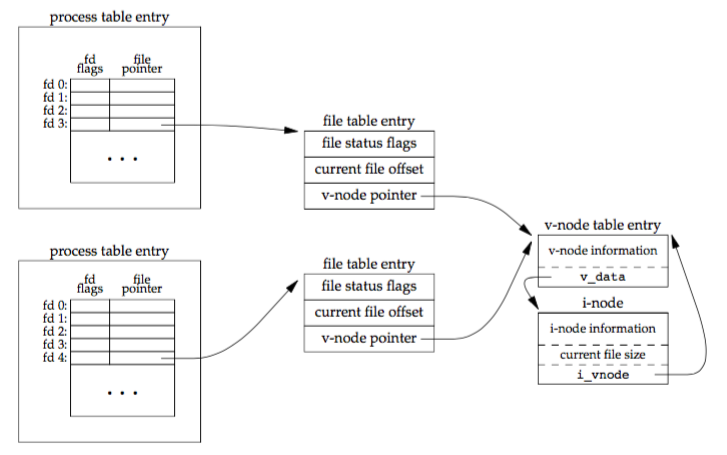 process table entry
fd
flags
file
pointer
fd 0:
fd 1:
fd 2:
fd 3:
. . .
file table entry
file status flags
current file offset
v-node pointer
process table entry
fd
flags
file
pointer
fd 0:
fd 1:
fd 2:
fd 3:
fd 4:
. . .
file table entry
file status flags
current file offset
v-node pointer
v-node table entry
v-node information
v_data
i-node
i-node information
current file size
i_vnode